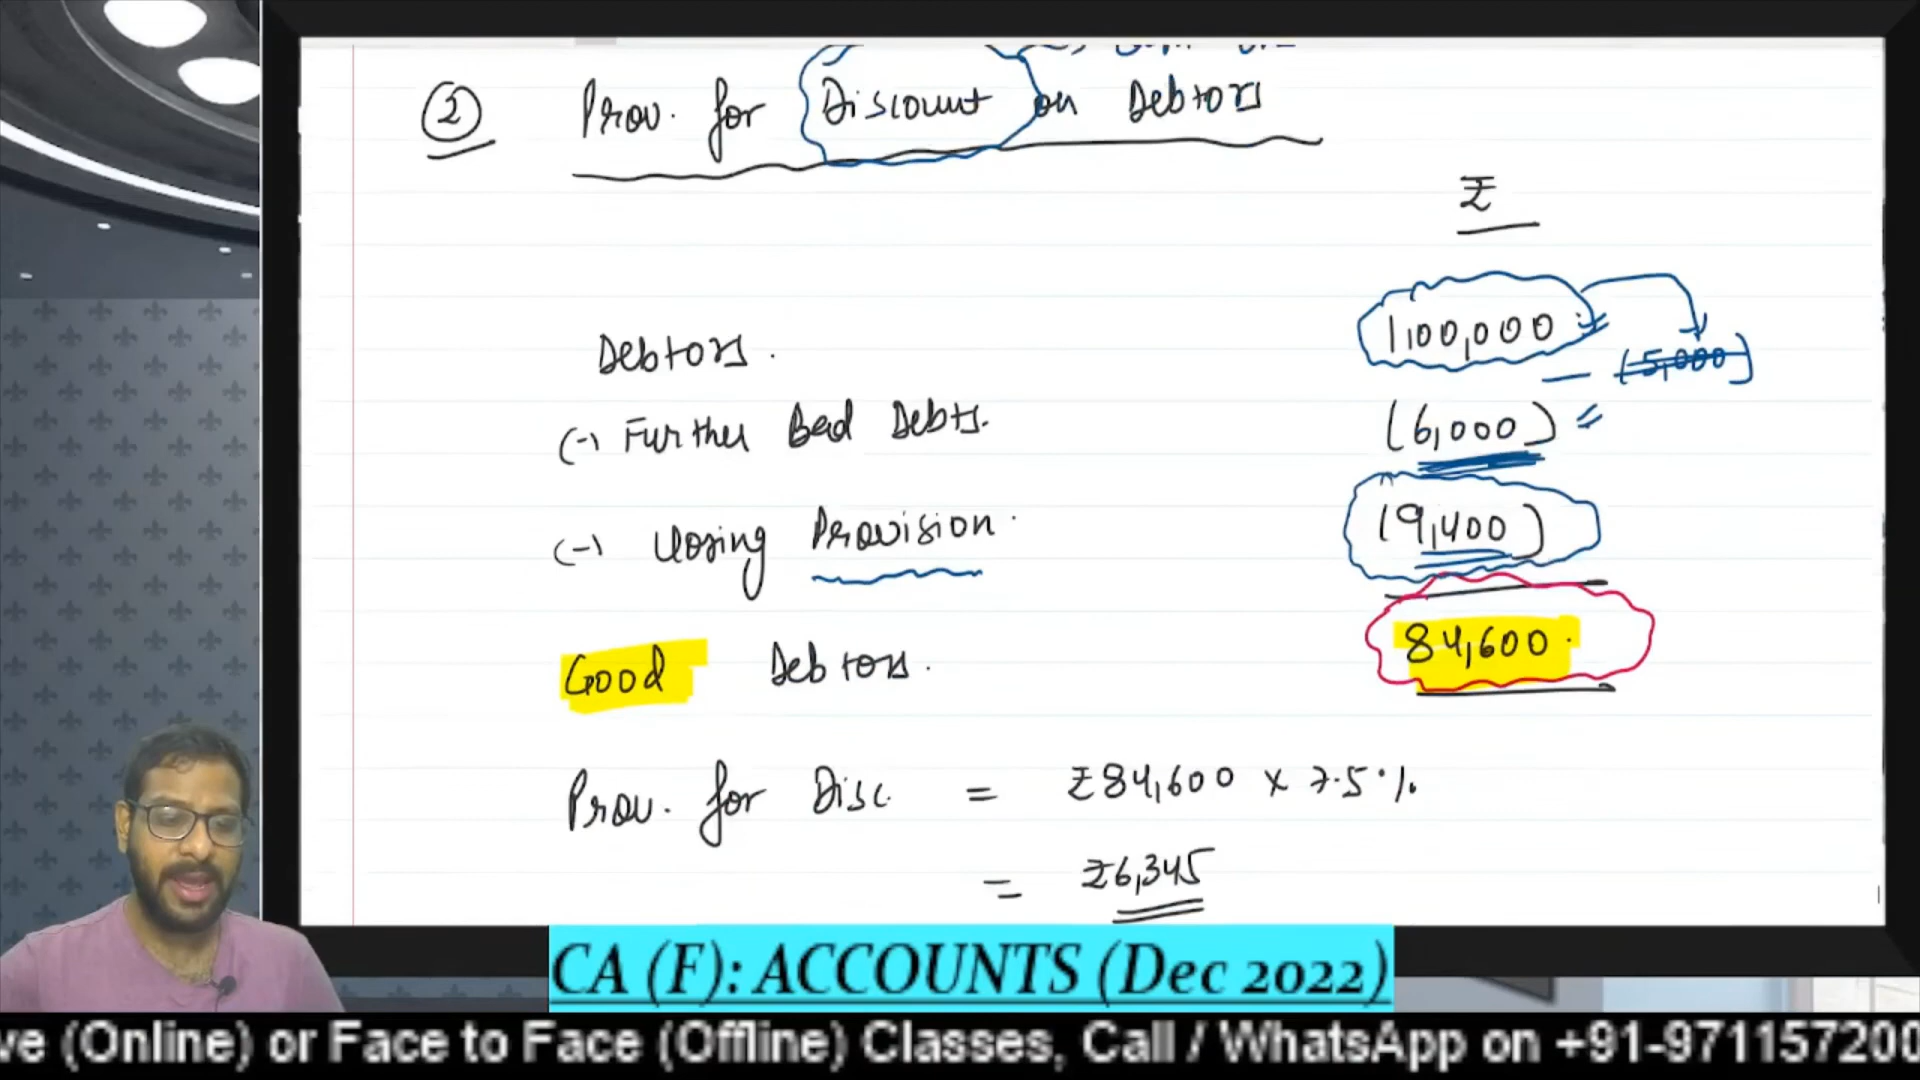 ② Prov. for Discount on Debtors
₹
Debtors. 1,00,000
(5,000)
(-) Further Bad Debts. (6,000)
(-) Closing Provision. (9,400)
Good Debtors. 84,600.
Prov. for Disc. = ₹84,600 x 7.5%
= ₹6,345
CA (F): ACCOUNTS (Dec 2022)
ve (Online) or Face to Face (Offline) Classes, Call / WhatsApp on +91-971157200